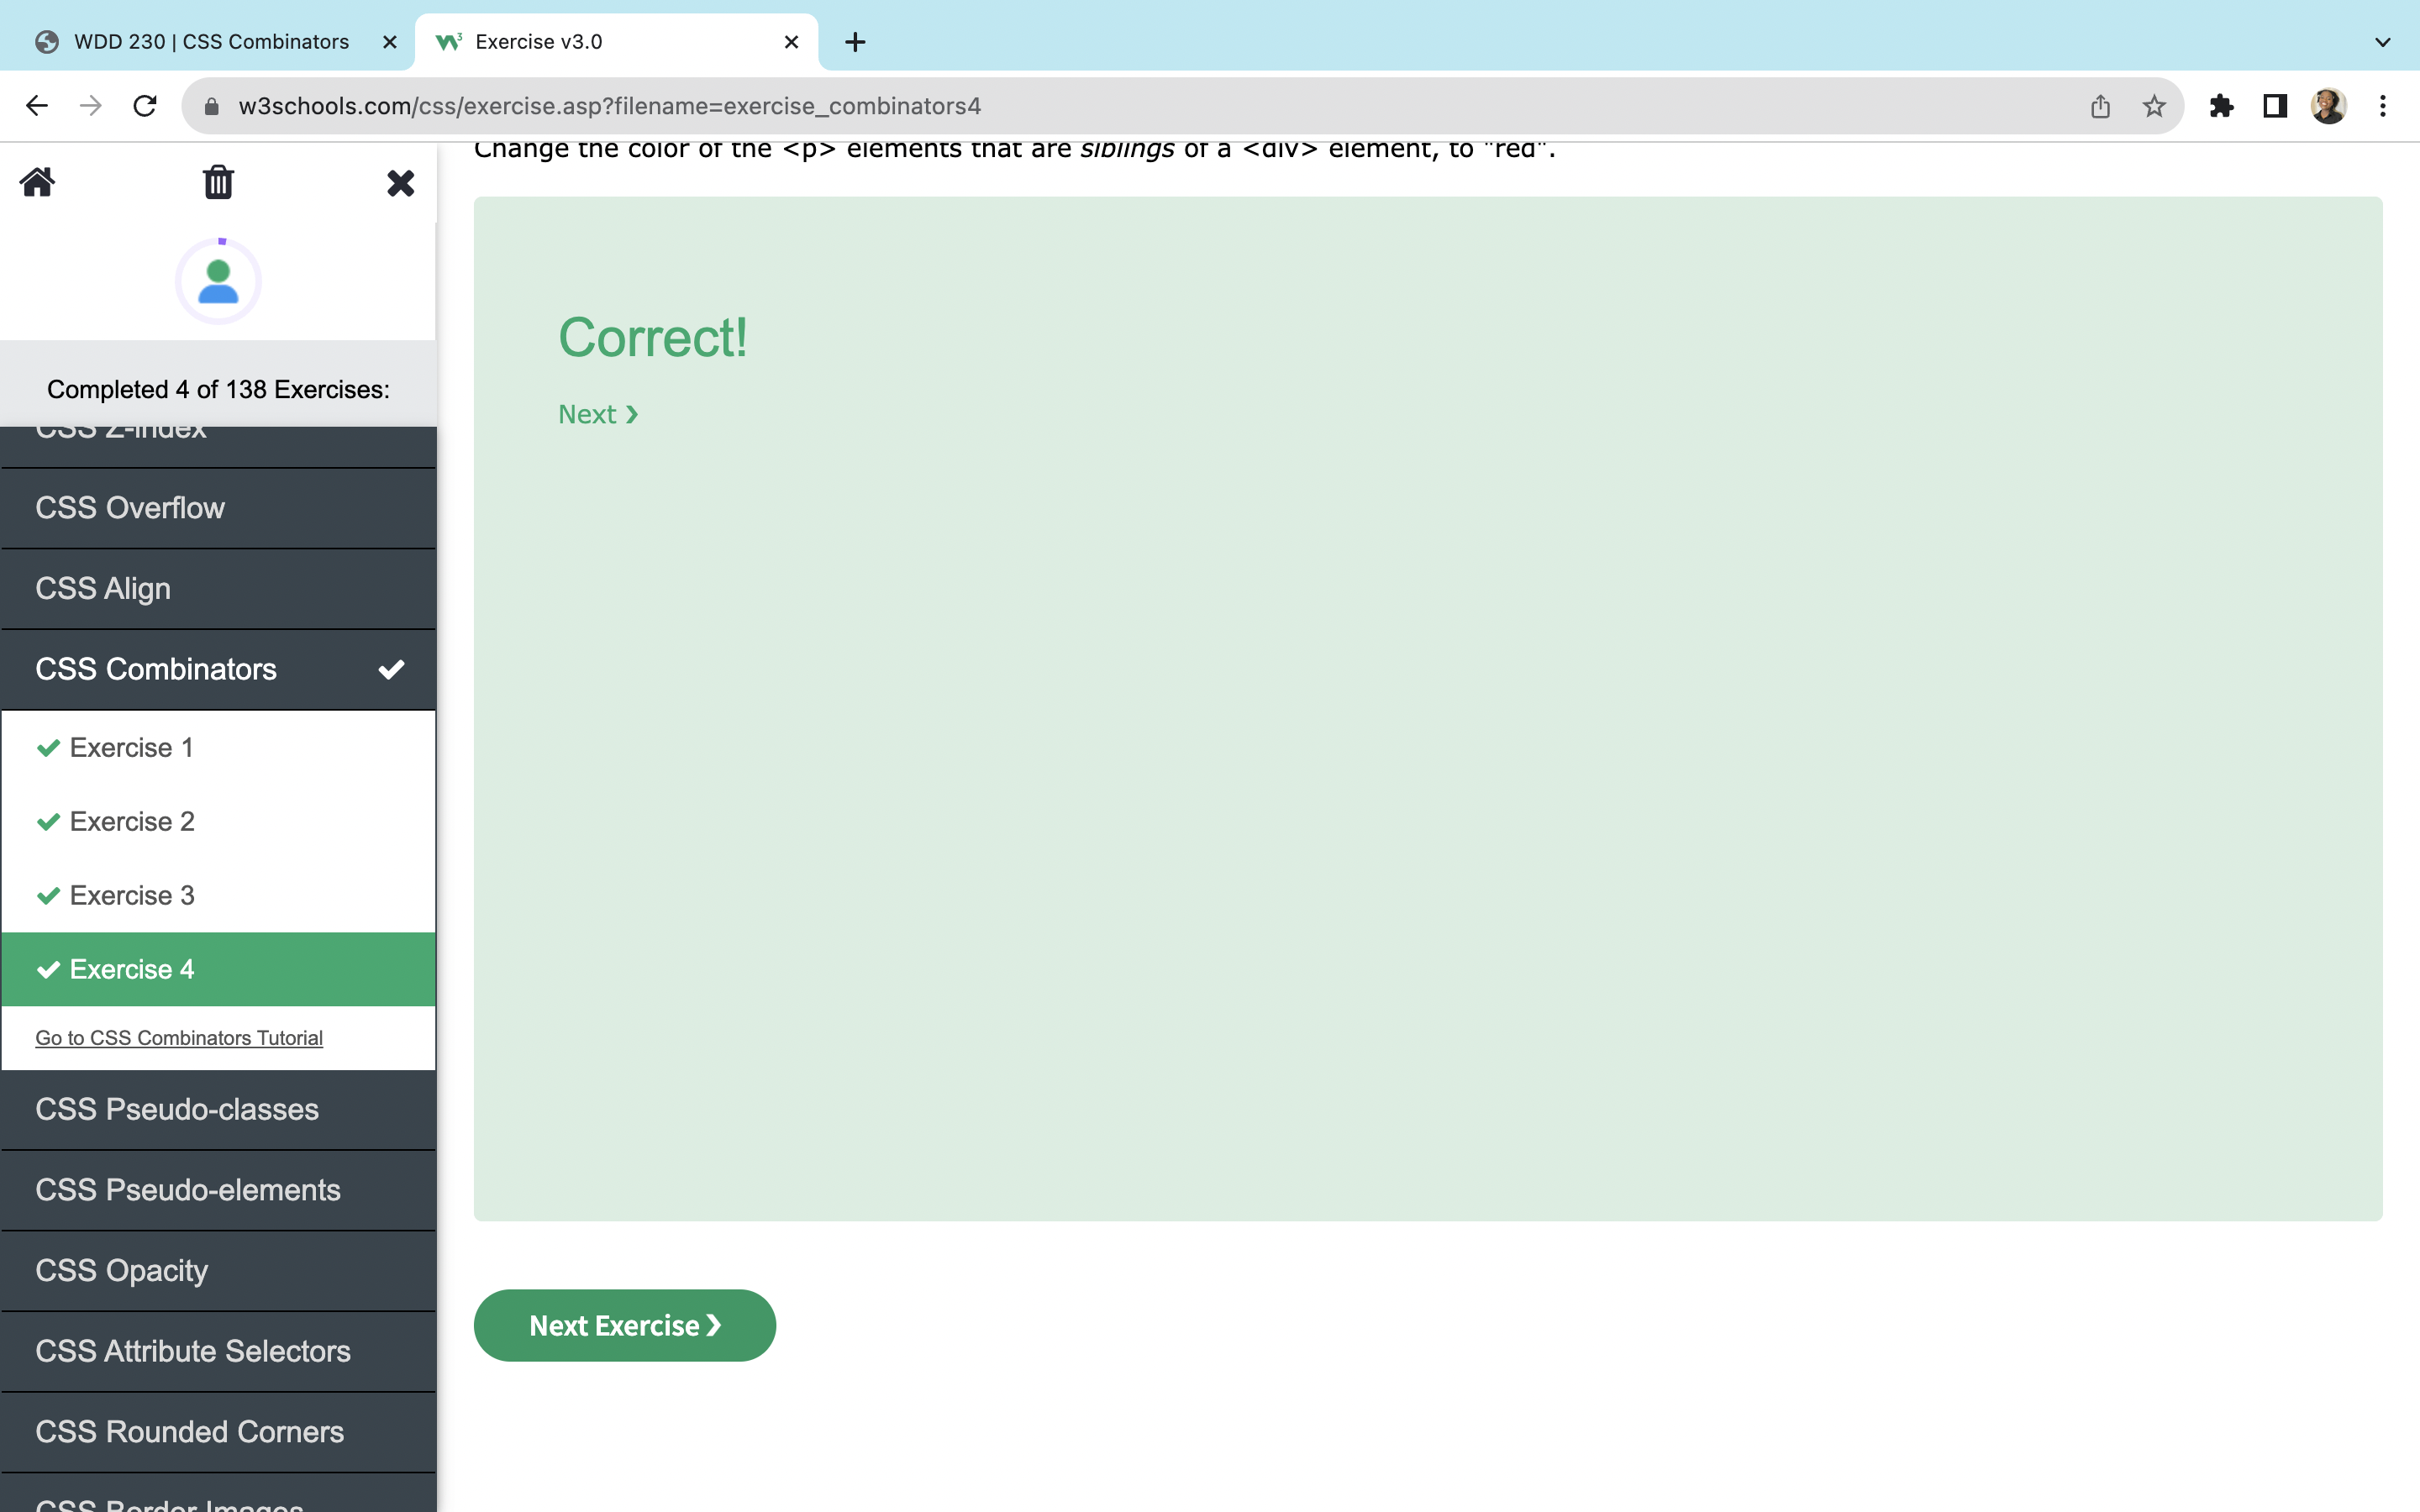 WDD 230 | CSS Combinators
Exercise v3.0
w3schools.com/css/exercise.asp?filename=exercise_combinators4
Change the color of the <p> elements that are siblings of a <div> element, to "red".
Completed 4 of 138 Exercises:
CSS Z-index
CSS Overflow
CSS Align
CSS Combinators
Exercise 1
Exercise 2
Exercise 3
Exercise 4
Go to CSS Combinators Tutorial
CSS Pseudo-classes
CSS Pseudo-elements
CSS Opacity
CSS Attribute Selectors
CSS Rounded Corners
CSS Border Images
Correct!
Next ❯
Next Exercise ❯